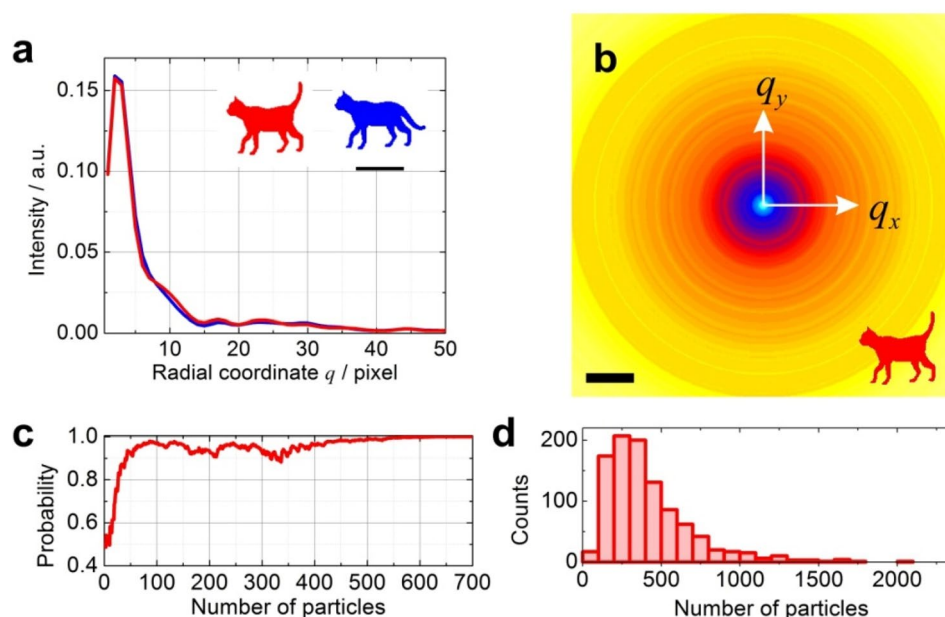 a
Intensity / a.u.
0.15
0.10
0.05
0.00
1
10
20
30
40
50
Radial coordinate q / pixel
b
q_y
q_x
c
Probability
1.0
0.8
0.6
0.4
0
100
200
300
400
500
600
700
Number of particles
d
Counts
200
100
0
0
500
1000
1500
2000
Number of particles